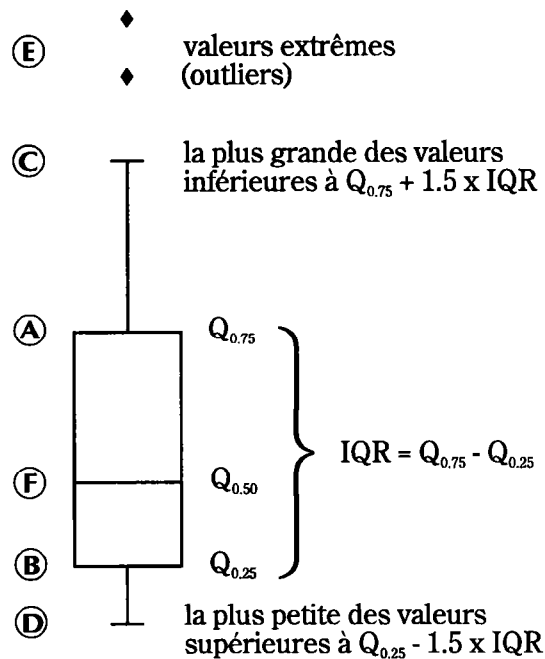 E valeurs extrêmes
(outliers)
C la plus grande des valeurs
inférieures à Q0.75 + 1.5 x IQR
A Q0.75
IQR = Q0.75 - Q0.25
F Q0.50
B Q0.25
D la plus petite des valeurs
supérieures à Q0.25 - 1.5 x IQR